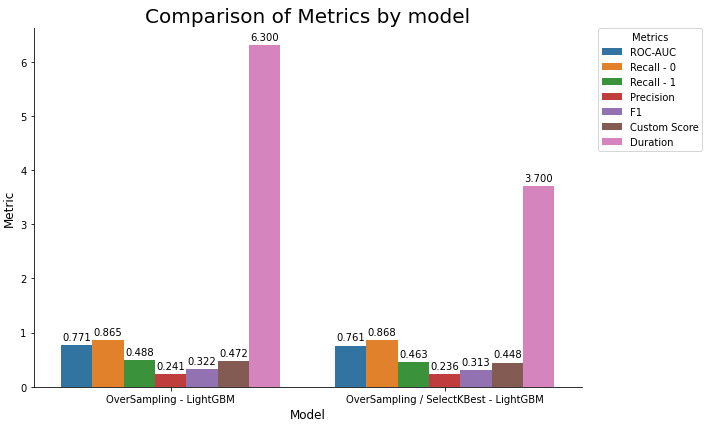 Comparison of Metrics by model
Metrics
ROC-AUC
Recall - 0
Recall - 1
Precision
F1
Custom Score
Duration
Metric
6
5
4
3
2
1
0
0.771
0.865
0.488
0.241
0.322
0.472
6.300
0.761
0.868
0.463
0.236
0.313
0.448
3.700
OverSampling - LightGBM
OverSampling / SelectKBest - LightGBM
Model